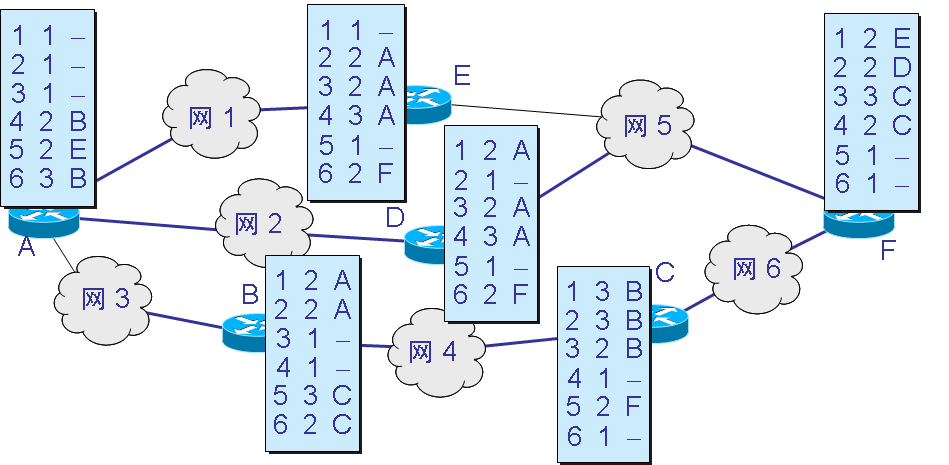 1 1 –
2 1 –
3 1 –
4 2 B
5 2 E
6 3 B
A
网 1
1 1 –
2 2 A
3 2 A
4 3 A
5 1 –
6 2 F
E
网 5
1 2 E
2 2 D
3 3 C
4 2 C
5 1 –
6 1 –
F
网 2
D
1 2 A
2 1 –
3 2 A
4 3 A
5 1 –
6 2 F
网 3
B
1 2 A
2 2 A
3 1 –
4 1 –
5 3 C
6 2 C
网 4
C
1 3 B
2 3 B
3 2 B
4 1 –
5 2 F
6 1 –
网 6